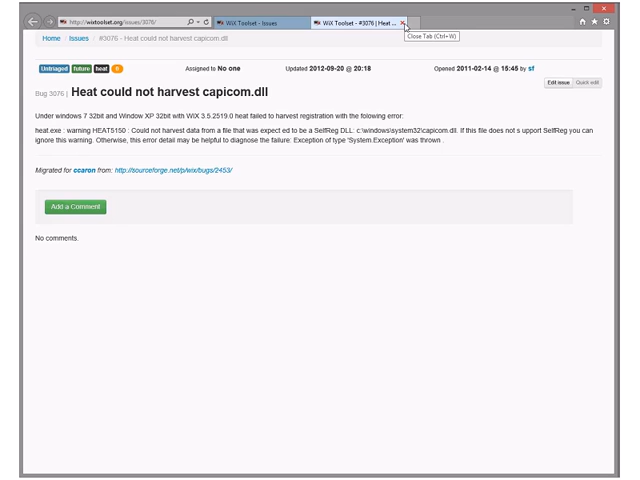 http://wixtoolset.org/issues/3076/
WiX Toolset - Issues
WiX Toolset - #3076 | Heat ...
Close Tab (Ctrl+W)
Home / Issues / #3076 - Heat could not harvest capicom.dll
Untriaged future heat 0
Assigned to No one
Updated 2012-09-20 @ 20:18
Opened 2011-02-14 @ 15:45 by sf
Edit issue Quick-edit
Bug 3076 | Heat could not harvest capicom.dll
Under windows 7 32bit and Window XP 32bit with WIX 3.5.2519.0 heat failed to harvest registration with the folowing error:
heat.exe : warning HEAT5150 : Could not harvest data from a file that was expect ed to be a SelfReg DLL: c:\windows\system32\capicom.dll. If this file does not s upport SelfReg you can
ignore this warning. Otherwise, this error detail may be helpful to diagnose the failure: Exception of type 'System.Exception' was thrown .
Migrated for ccaron from: http://sourceforge.net/p/wix/bugs/2453/
Add a Comment
No comments.